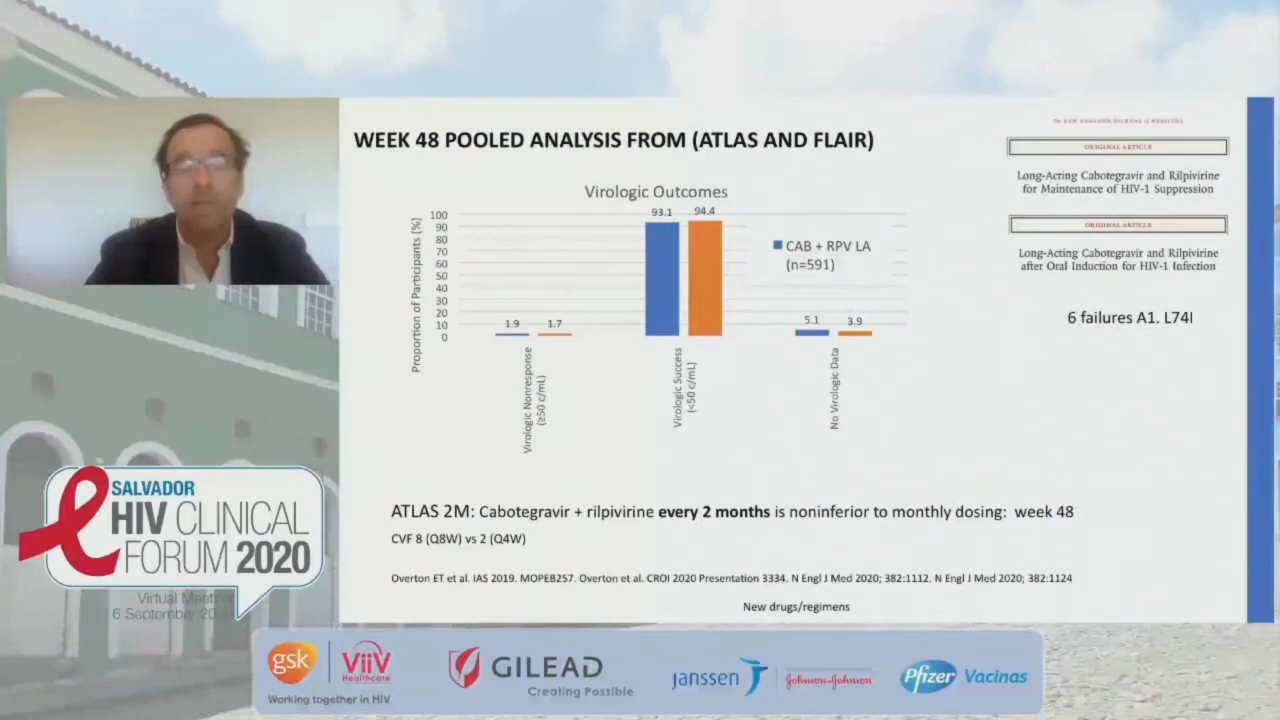 WEEK 48 POOLED ANALYSIS FROM (ATLAS AND FLAIR)
Virologic Outcomes
Proportion of Participants (%)
100
90
80
70
60
50
40
30
20
10
0
1.9
1.7
93.1
94.4
5.1
3.9
Virologic Nonresponse
(≥50 c/mL)
Virologic Success
(<50 c/mL)
No Virologic Data
CAB + RPV LA
(n=591)
The NEW ENGLAND JOURNAL of MEDICINE
ORIGINAL ARTICLE
Long-Acting Cabotegravir and Rilpivirine
for Maintenance of HIV-1 Suppression
ORIGINAL ARTICLE
Long-Acting Cabotegravir and Rilpivirine
after Oral Induction for HIV-1 Infection
6 failures A1. L74I
ATLAS 2M: Cabotegravir + rilpivirine every 2 months is noninferior to monthly dosing: week 48
CVF 8 (Q8W) vs 2 (Q4W)
Overton ET et al. IAS 2019. MOPEB257. Overton et al. CROI 2020 Presentation 3334. N Engl J Med 2020; 382:1112. N Engl J Med 2020; 382:1124
New drugs/regimens
SALVADOR
HIV CLINICAL
FORUM 2020
Virtual Meeting
6 September
gsk
ViiV
Healthcare
Working together in HIV
GILEAD
Creating Possible
janssen
Johnson & Johnson
Pfizer Vacinas